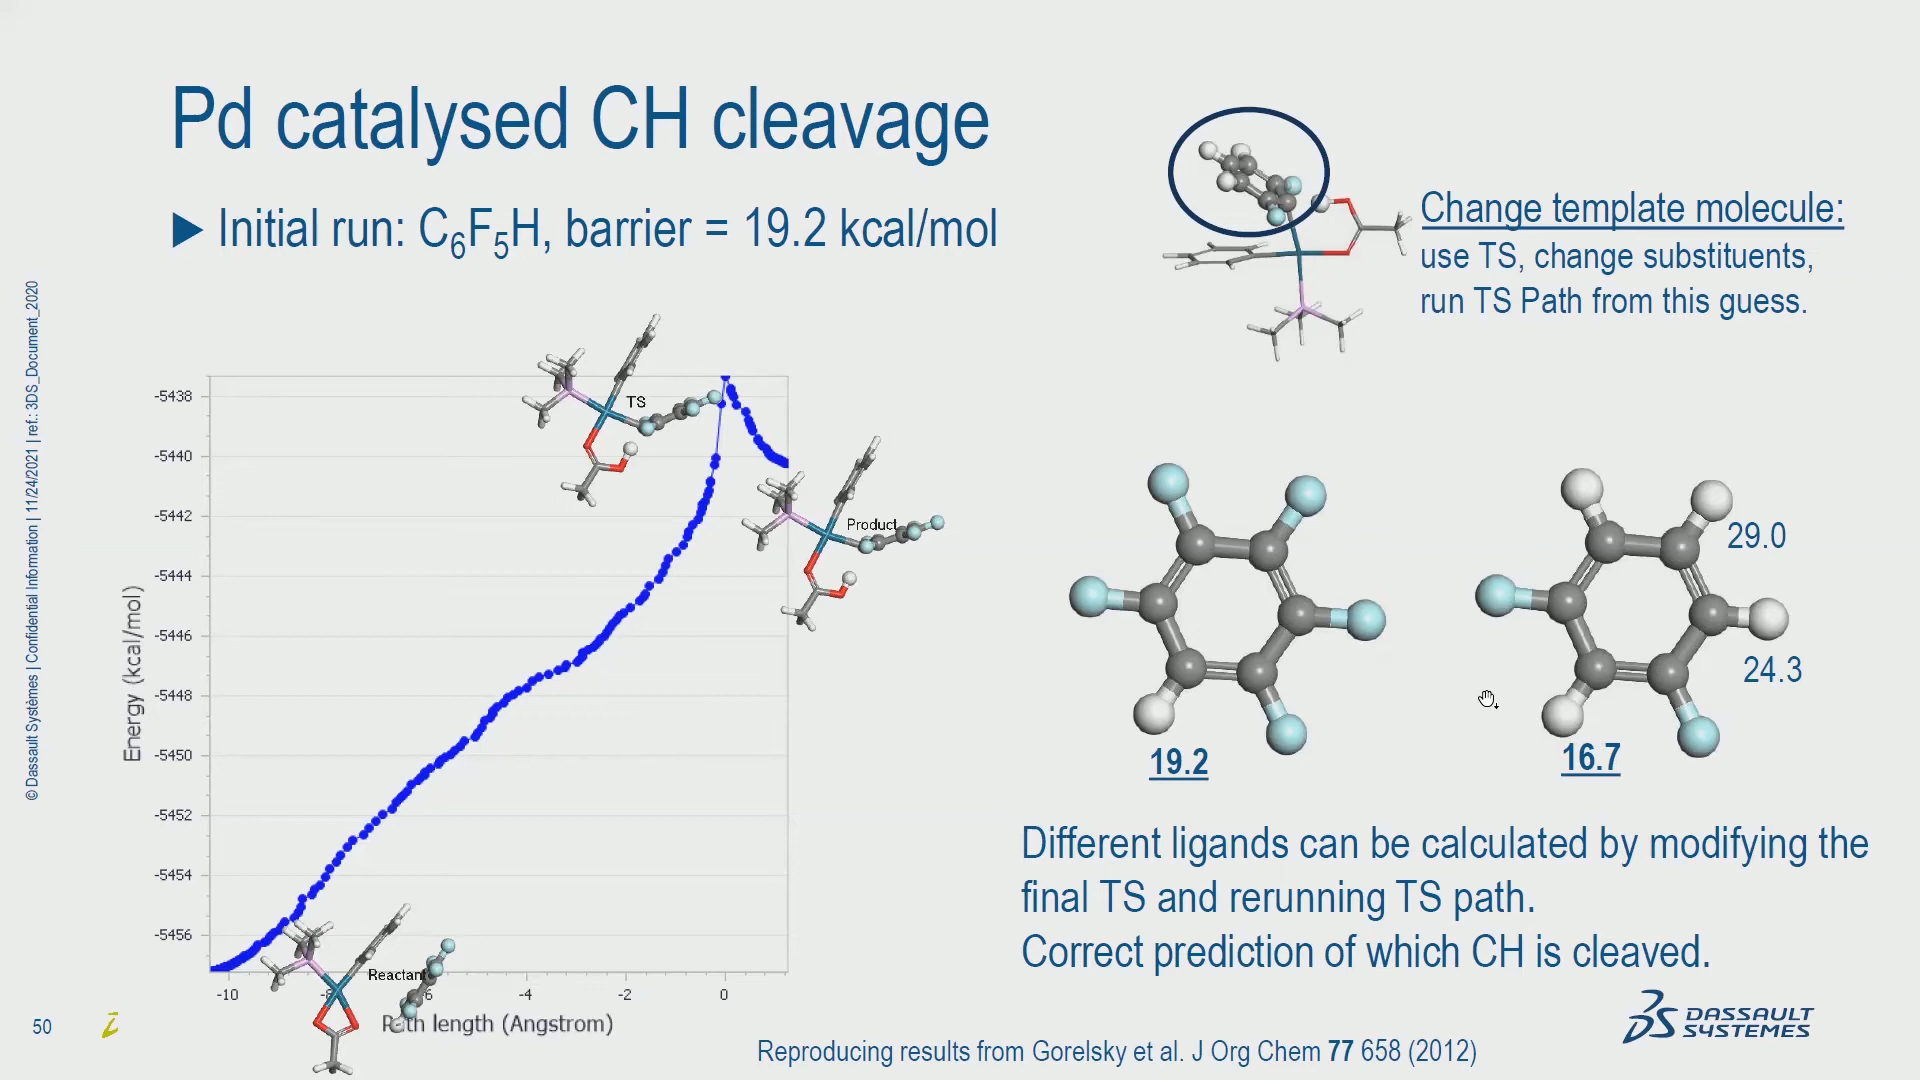 Pd catalysed CH cleavage
▶ Initial run: C6F5H, barrier = 19.2 kcal/mol
Change template molecule:
use TS, change substituents,
run TS Path from this guess.
© Dassault Systèmes | Confidential Information | 11/24/2021 | ref.: 3DS_Document_2020
Energy (kcal/mol)
-5438
-5440
-5442
-5444
-5446
-5448
-5450
-5452
-5454
-5456
TS
Product
Reactant
-10
-8
-6
-4
-2
0
Path length (Angstrom)
29.0
24.3
19.2
16.7
Different ligands can be calculated by modifying the
final TS and rerunning TS path.
Correct prediction of which CH is cleaved.
50
DASSAULT
SYSTEMES
Reproducing results from Gorelsky et al. J Org Chem 77 658 (2012)